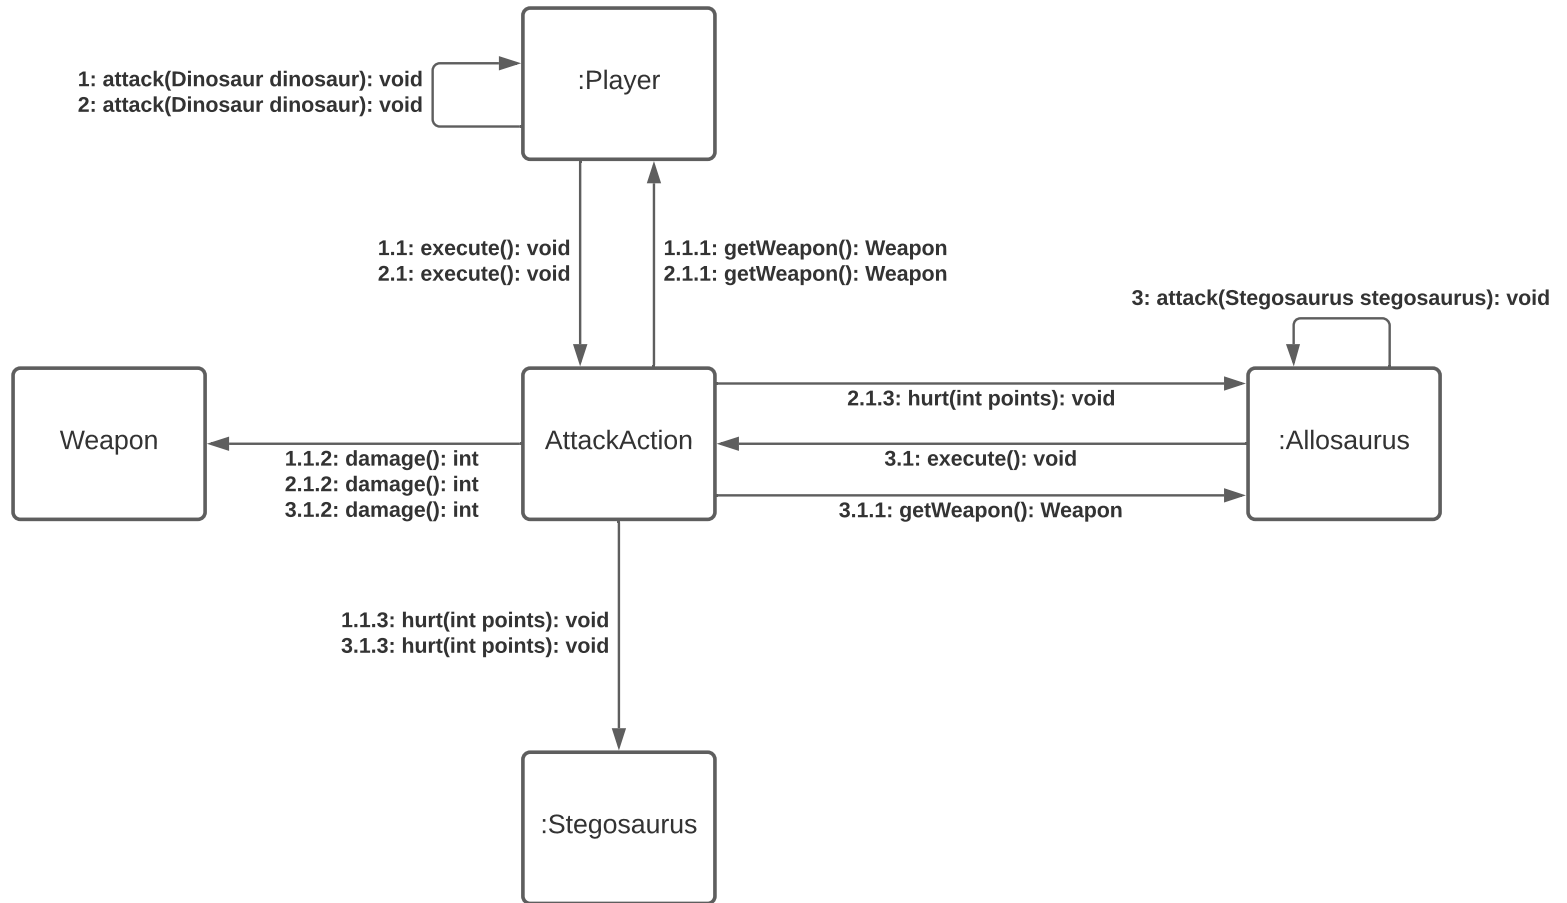 :Player
1: attack(Dinosaur dinosaur): void
2: attack(Dinosaur dinosaur): void
1.1: execute(): void
2.1: execute(): void
1.1.1: getWeapon(): Weapon
2.1.1: getWeapon(): Weapon
3: attack(Stegosaurus stegosaurus): void
Weapon
AttackAction
:Allosaurus
2.1.3: hurt(int points): void
3.1: execute(): void
3.1.1: getWeapon(): Weapon
1.1.2: damage(): int
2.1.2: damage(): int
3.1.2: damage(): int
1.1.3: hurt(int points): void
3.1.3: hurt(int points): void
:Stegosaurus